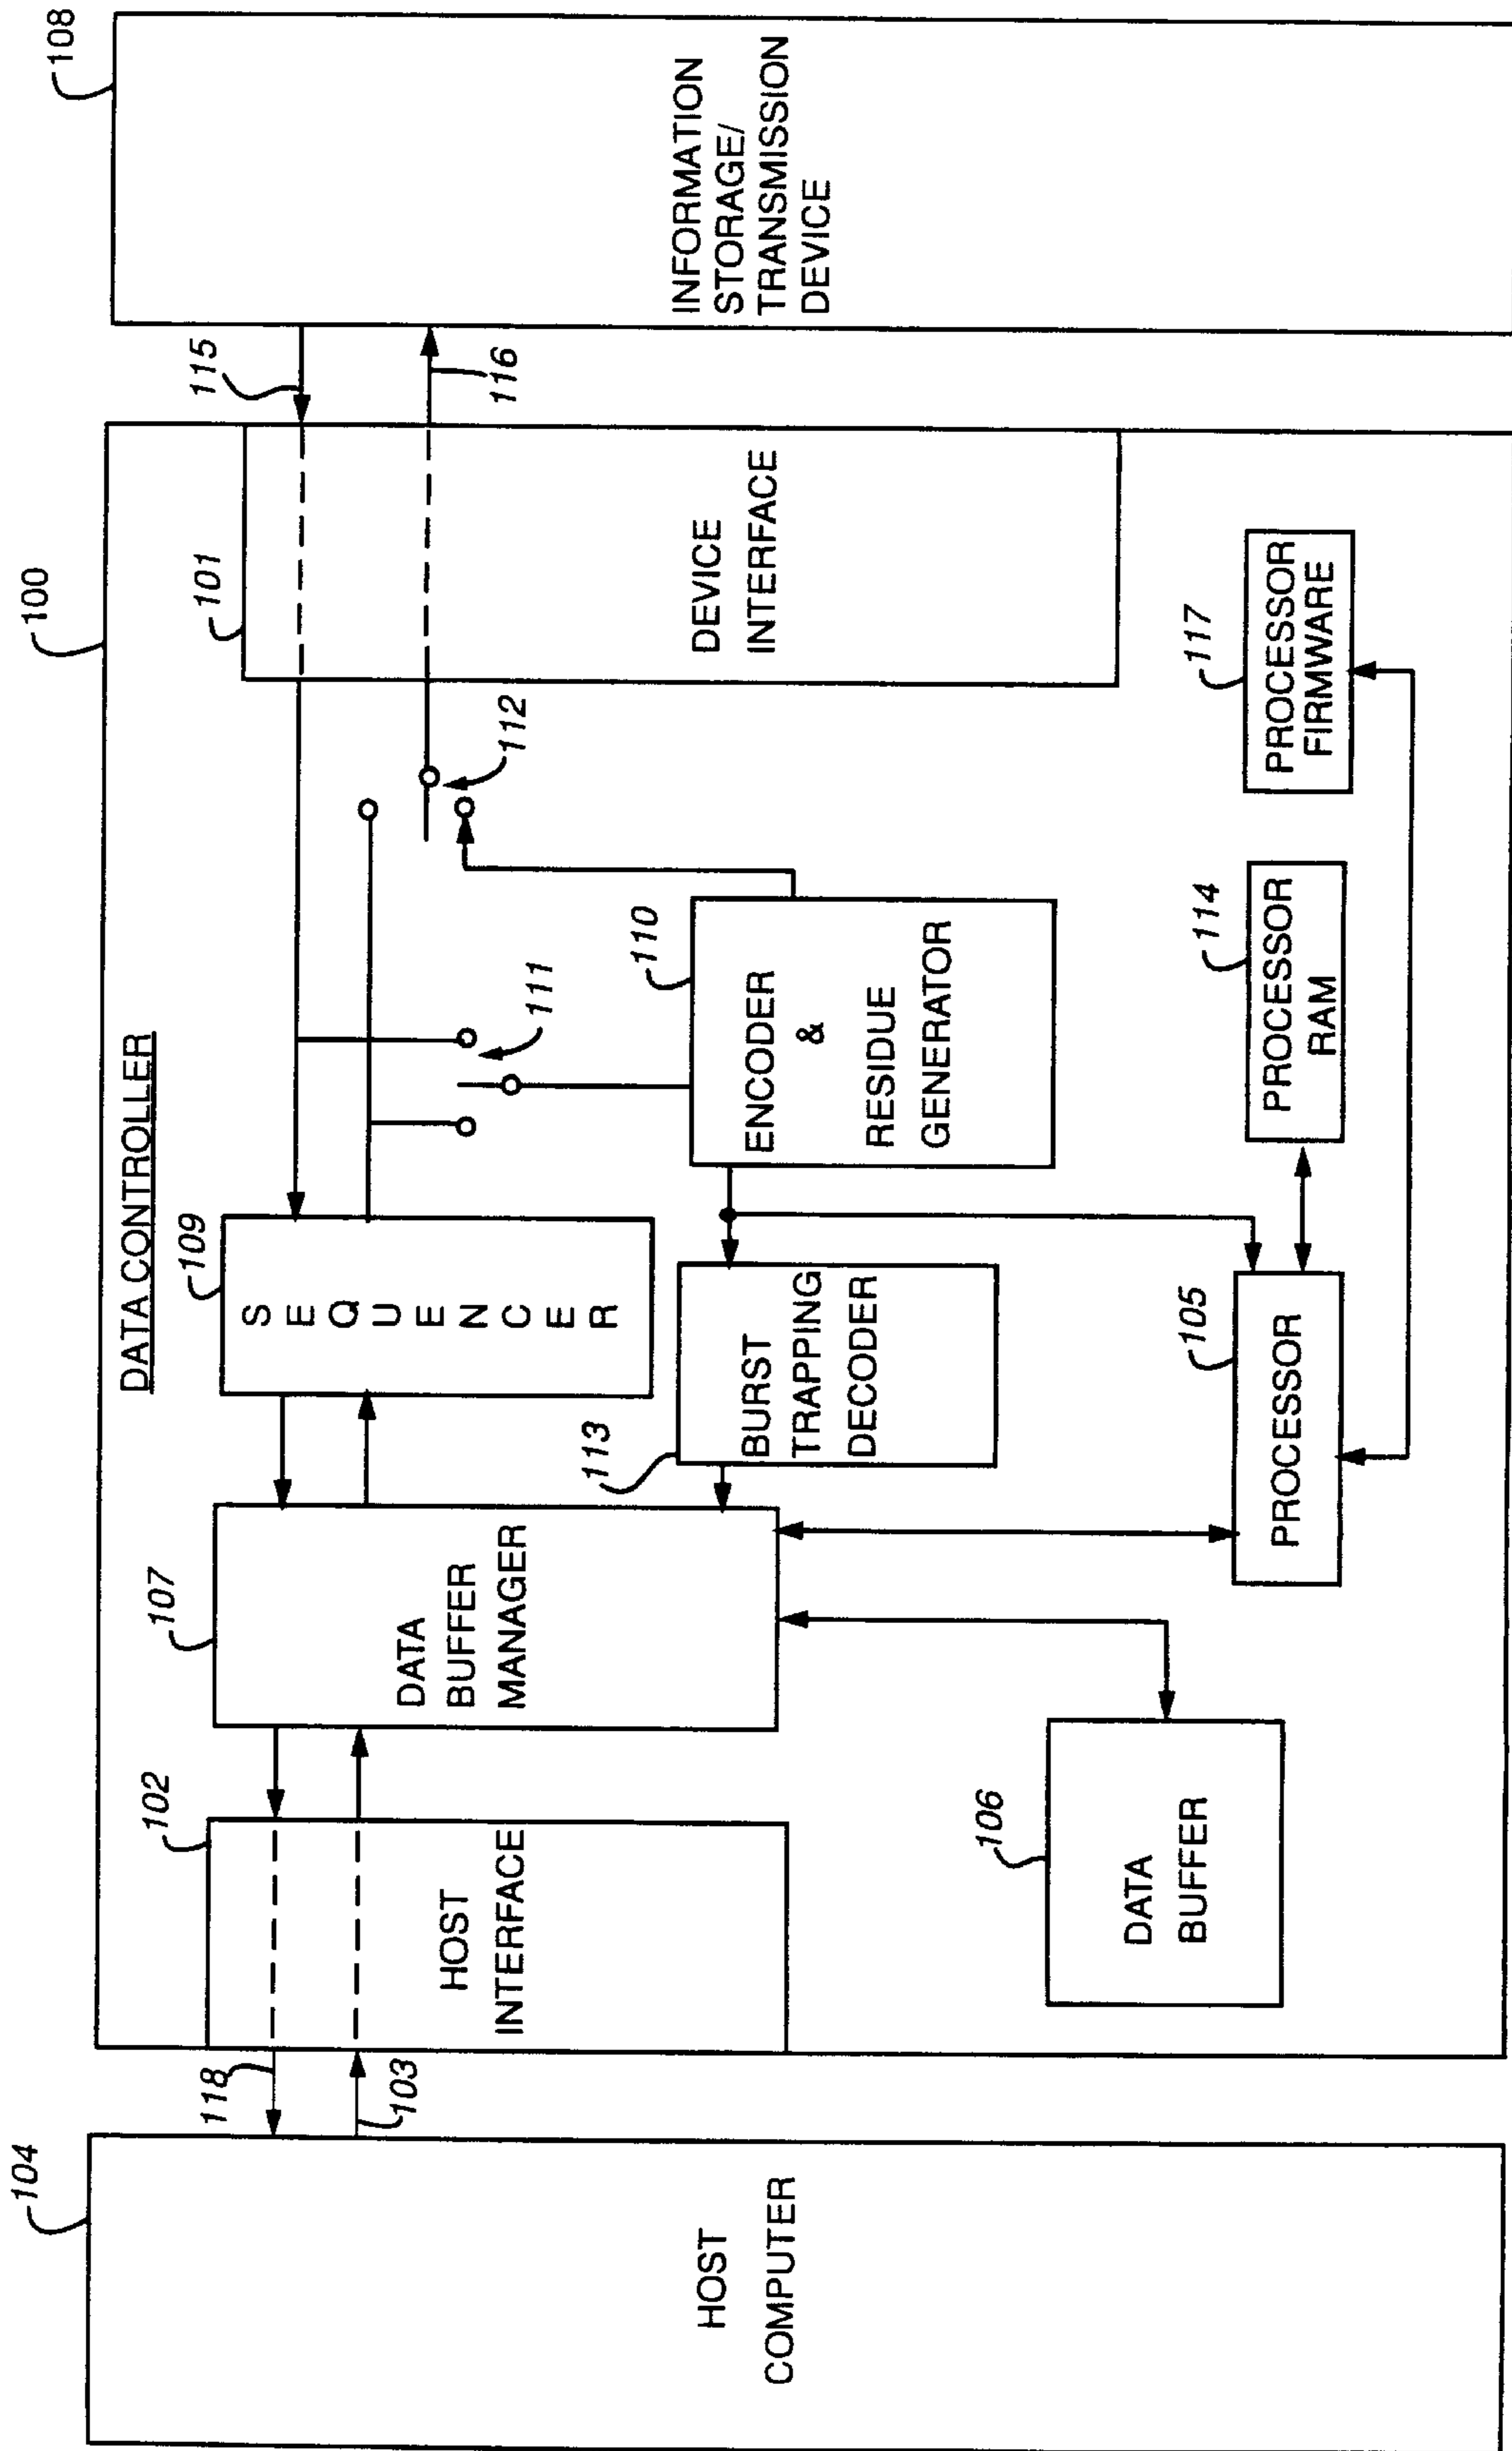 100
108
104
DATA CONTROLLER
118
103
102
107
109
101
115
116
HOST
COMPUTER
HOST
INTERFACE
DATA
BUFFER
MANAGER
S E Q U E N C E R
111
112
DEVICE
INTERFACE
INFORMATION
STORAGE/
TRANSMISSION
DEVICE
113
BURST
TRAPPING
DECODER
110
ENCODER
&
RESIDUE
GENERATOR
106
DATA
BUFFER
105
PROCESSOR
114
PROCESSOR
RAM
117
PROCESSOR
FIRMWARE